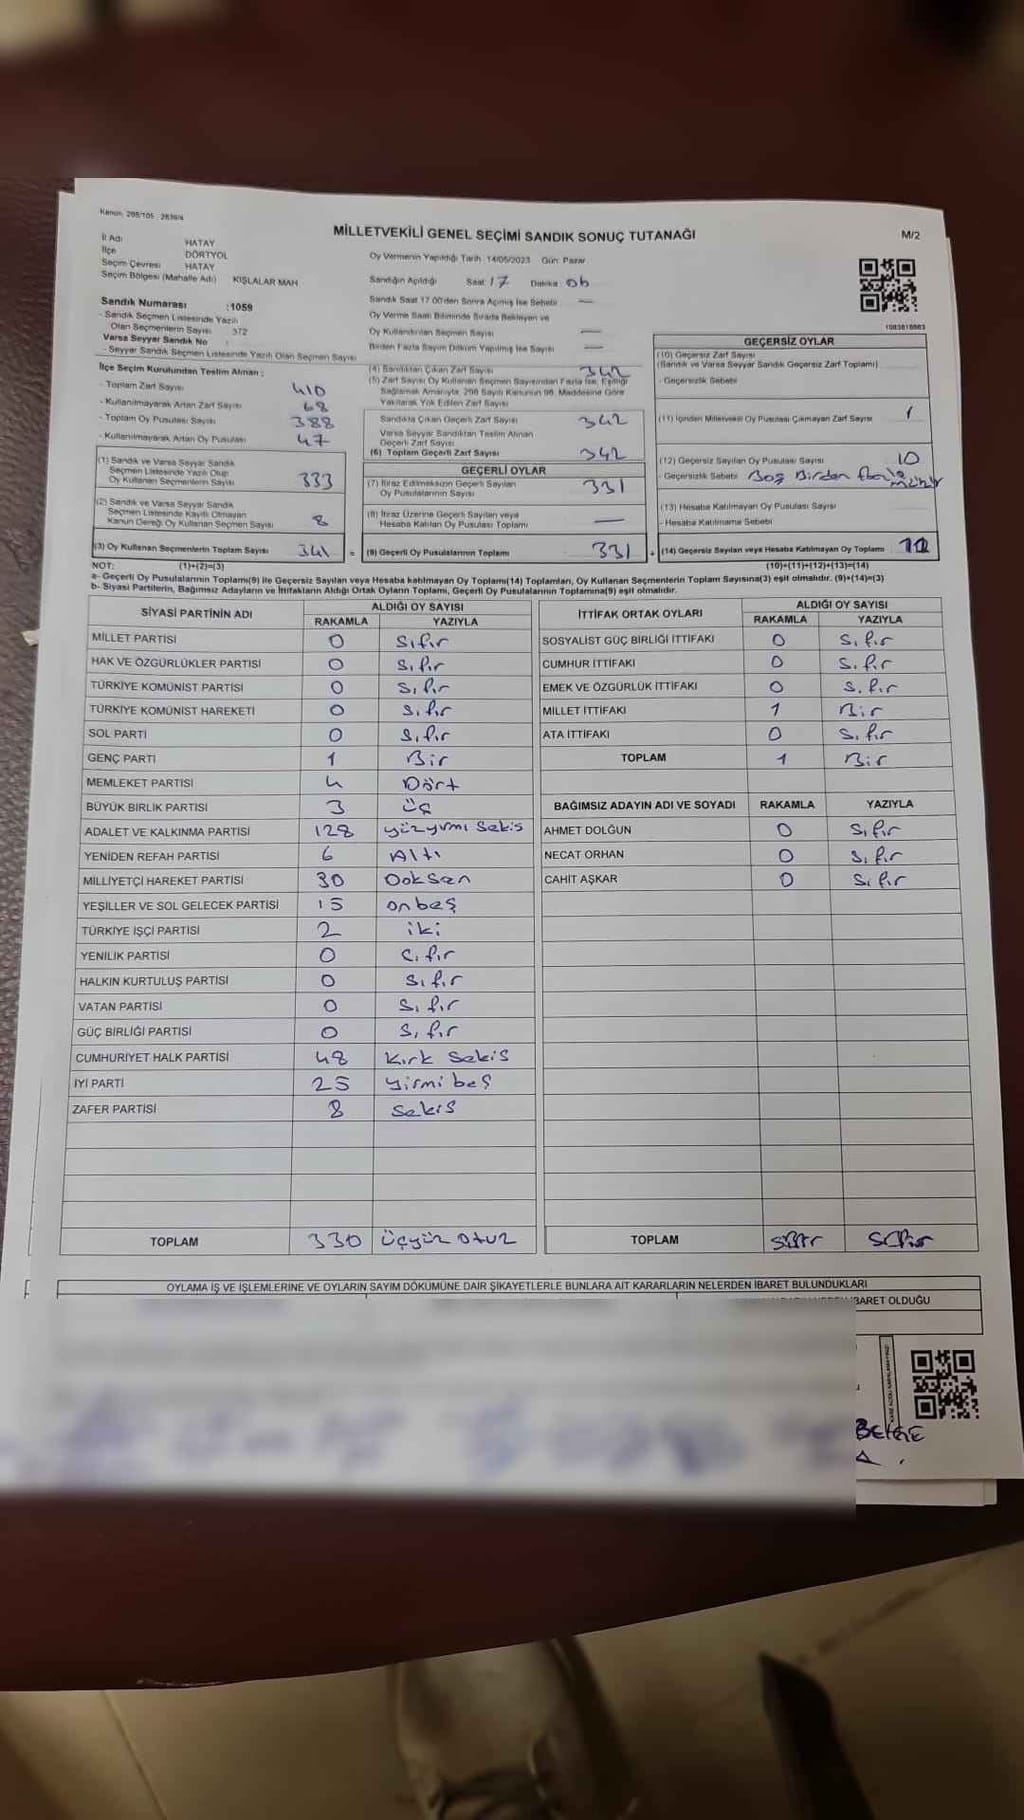 Kanun: 298/105 , 2839/4
MİLLETVEKİLİ GENEL SEÇİMİ SANDIK SONUÇ TUTANAĞI
M/2
İl Adı HATAY
İlçe DÖRTYOL
Seçim Çevresi HATAY
Seçim Bölgesi (Mahalle Adı) KIŞLALAR MAH
Sandık Numarası :1059
- Sandık Seçmen Listesinde Yazılı
Olan Seçmenlerin Sayısı 372
Varsa Seyyar Sandık No :
- Seyyar Sandık Seçmen Listesinde Yazılı Olan Seçmen Sayısı
Oy Vermenin Yapıldığı Tarih :14/05/2023 Gün: Pazar
Sandığın Açıldığı Saat 17 Dakika 06
Sandık Saat 17.00'den Sonra Açılmış İse Sebebi —
Oy Verme Saati Bitiminde Sırada Bekleyen ve
Oy Kullandırılan Seçmen Sayısı —
Birden Fazla Sayım Döküm Yapılmış İse Sayısı —
1083818863
İlçe Seçim Kurulundan Teslim Alınan ;
- Toplam Zarf Sayısı 410
- Kullanılmayarak Artan Zarf Sayısı 68
- Toplam Oy Pusulası Sayısı 388
- Kullanılmayarak Artan Oy Pusulası 47
(1) Sandık ve Varsa Seyyar Sandık
Seçmen Listesinde Yazılı Olup
Oy Kullanan Seçmenlerin Sayısı 333
(2) Sandık ve Varsa Seyyar Sandık
Seçmen Listesinde Kayıtlı Olmayan
Kanun Gereği Oy Kullanan Seçmen Sayısı 8
(3) Oy Kullanan Seçmenlerin Toplam Sayısı 341 =
(4) Sandıktan Çıkan Zarf Sayısı 342
(5) Zarf Sayısı Oy Kullanan Seçmen Sayısından Fazla İse, Eşitliği
Sağlamak Amacıyla, 298 Sayılı Kanunun 98. Maddesine Göre
Yakılarak Yok Edilen Zarf Sayısı
Sandıkta Çıkan Geçerli Zarf Sayısı 342
Varsa Seyyar Sandıktan Teslim Alınan
Geçerli Zarf Sayısı
(6) Toplam Geçerli Zarf Sayısı 342
GEÇERLİ OYLAR
(7) İtiraz Edilmeksizin Geçerli Sayılan
Oy Pusulalarının Sayısı 331
(8) İtiraz Üzerine Geçerli Sayılan veya
Hesaba Katılan Oy Pusulası Toplamı —
(9) Geçerli Oy Pusulalarının Toplamı 331 +
GEÇERSİZ OYLAR
(10) Geçersiz Zarf Sayısı
(Sandık ve Varsa Seyyar Sandık Geçersiz Zarf Toplamı)
- Geçersizlik Sebebi
(11) İçinden Milletvekili Oy Pusulası Çıkmayan Zarf Sayısı 1
(12) Geçersiz Sayılan Oy Pusulası Sayısı 10
- Geçersizlik Sebebi Boş Birden fazla mühür
(13) Hesaba Katılmayan Oy Pusulası Sayısı
- Hesaba Katılmama Sebebi
(14) Geçersiz Sayılan veya Hesaba Katılmayan Oy Toplamı
NOT: (1)+(2)=(3) (10)+(11)+(12)+(13)=(14)
a- Geçerli Oy Pusulalarının Toplamı(9) ile Geçersiz Sayılan veya Hesaba katılmayan Oy Toplamı(14) Toplamları, Oy Kullanan Seçmenlerin Toplam Sayısına(3) eşit olmalıdır. (9)+(14)=(3)
b- Siyasi Partilerin, Bağımsız Adayların ve İttifakların Aldığı Ortak Oyların Toplamı, Geçerli Oy Pusulalarının Toplamına(9) eşit olmalıdır.
SİYASİ PARTİNİN ADI ALDIĞI OY SAYISI
RAKAMLA YAZIYLA
MİLLET PARTİSİ 0 Sıfır
HAK VE ÖZGÜRLÜKLER PARTİSİ 0 Sıfır
TÜRKİYE KOMÜNİST PARTİSİ 0 Sıfır
TÜRKİYE KOMÜNİST HAREKETİ 0 Sıfır
SOL PARTİ 0 Sıfır
GENÇ PARTİ 1 Bir
MEMLEKET PARTİSİ 4 Dört
BÜYÜK BİRLİK PARTİSİ 3 üç
ADALET VE KALKINMA PARTİSİ 128 yüzyirmi sekis
YENİDEN REFAH PARTİSİ 6 Altı
MİLLİYETÇİ HAREKET PARTİSİ 90 Doksan
YEŞİLLER VE SOL GELECEK PARTİSİ 15 onbeş
TÜRKİYE İŞÇİ PARTİSİ 2 iki
YENİLİK PARTİSİ 0 Sıfır
HALKIN KURTULUŞ PARTİSİ 0 Sıfır
VATAN PARTİSİ 0 Sıfır
GÜÇ BİRLİĞİ PARTİSİ 0 Sıfır
CUMHURİYET HALK PARTİSİ 48 Kırk sekis
İYİ PARTİ 25 yirmi beş
ZAFER PARTİSİ 8 sekis
TOPLAM 330 üçyüz otuz
İTTİFAK ORTAK OYLARI ALDIĞI OY SAYISI
RAKAMLA YAZIYLA
SOSYALİST GÜÇ BİRLİĞİ İTTİFAKI 0 Sıfır
CUMHUR İTTİFAKI 0 Sıfır
EMEK VE ÖZGÜRLÜK İTTİFAKI 0 Sıfır
MİLLET İTTİFAKI 1 Bir
ATA İTTİFAKI 0 Sıfır
TOPLAM 1 Bir
BAĞIMSIZ ADAYIN ADI VE SOYADI RAKAMLA YAZIYLA
AHMET DOLĞUN 0 Sıfır
NECAT ORHAN 0 Sıfır
CAHİT AŞKAR 0 Sıfır
TOPLAM sıfır
OYLAMA İŞ VE İŞLEMLERİNE VE OYLARIN SAYIM DÖKÜMÜNE DAİR ŞİKAYETLERLE BUNLARA AİT KARARLARIN NELERDEN İBARET BULUNDUKLARI
İBARET OLDUĞU